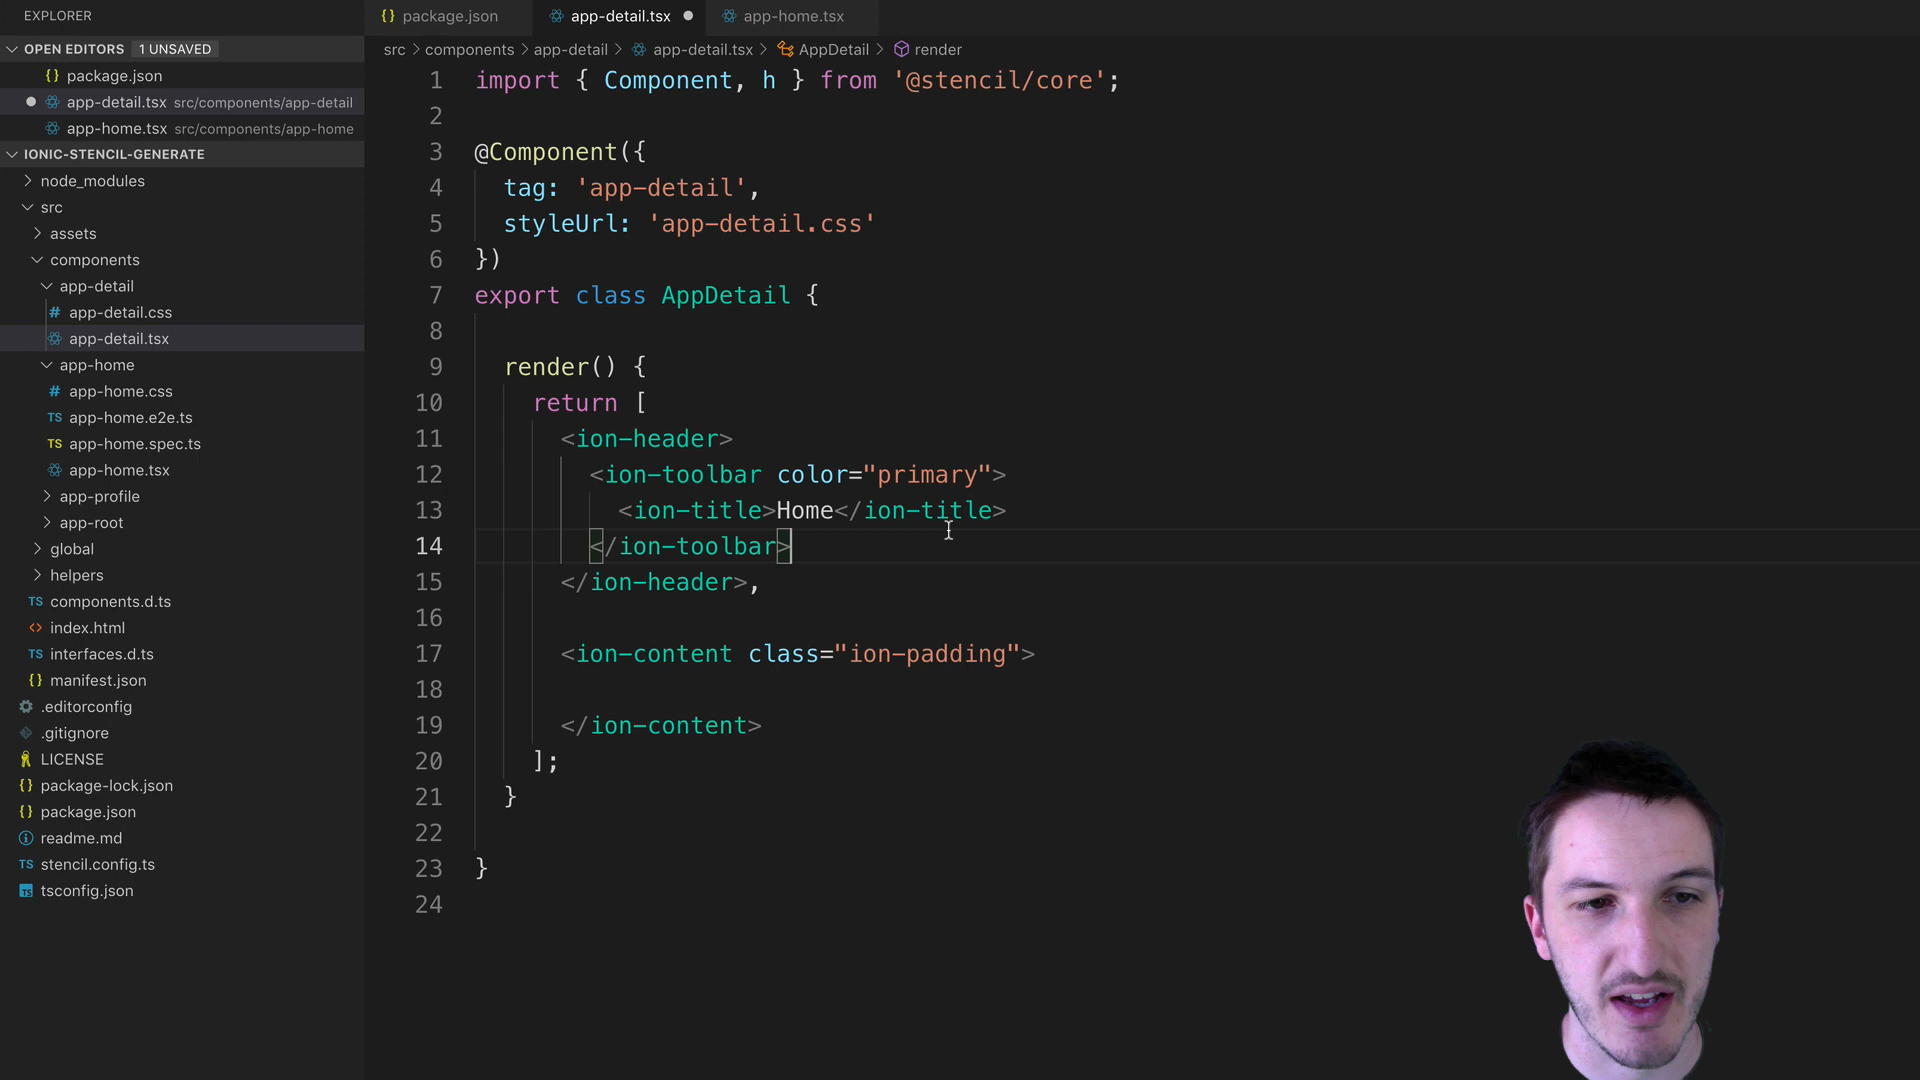 EXPLORER
OPEN EDITORS 1 UNSAVED
{} package.json
app-detail.tsx src/components/app-detail
app-home.tsx src/components/app-home
IONIC-STENCIL-GENERATE
node_modules
src
assets
components
app-detail
# app-detail.css
app-detail.tsx
app-home
# app-home.css
TS app-home.e2e.ts
TS app-home.spec.ts
app-home.tsx
app-profile
app-root
global
helpers
TS components.d.ts
<> index.html
TS interfaces.d.ts
{} manifest.json
.editorconfig
.gitignore
LICENSE
{} package-lock.json
{} package.json
readme.md
TS stencil.config.ts
TS tsconfig.json
{} package.json app-detail.tsx app-home.tsx
src > components > app-detail > app-detail.tsx > AppDetail > render
1 import { Component, h } from '@stencil/core';
2
3 @Component({
4 tag: 'app-detail',
5 styleUrl: 'app-detail.css'
6 })
7 export class AppDetail {
8
9 render() {
10 return [
11 <ion-header>
12 <ion-toolbar color="primary">
13 <ion-title>Home</ion-title>
14 </ion-toolbar>
15 </ion-header>,
16
17 <ion-content class="ion-padding">
18
19 </ion-content>
20 ];
21 }
22
23 }
24